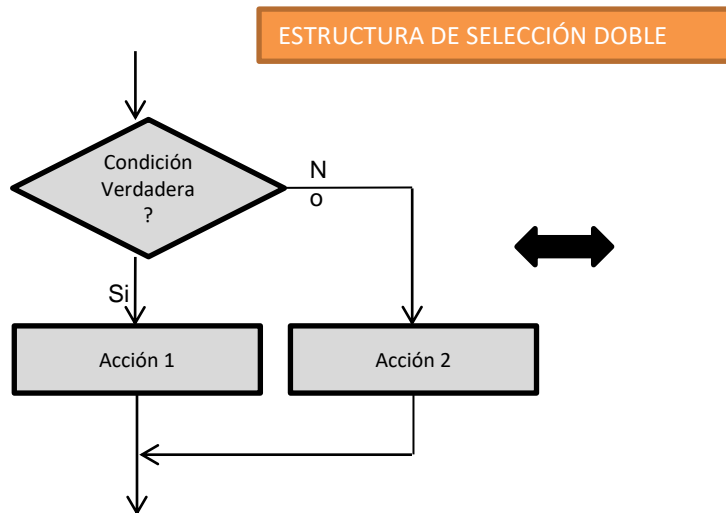 ESTRUCTURA DE SELECCIÓN DOBLE
Condición
Verdadera
?
N
o
Si
Acción 1
Acción 2